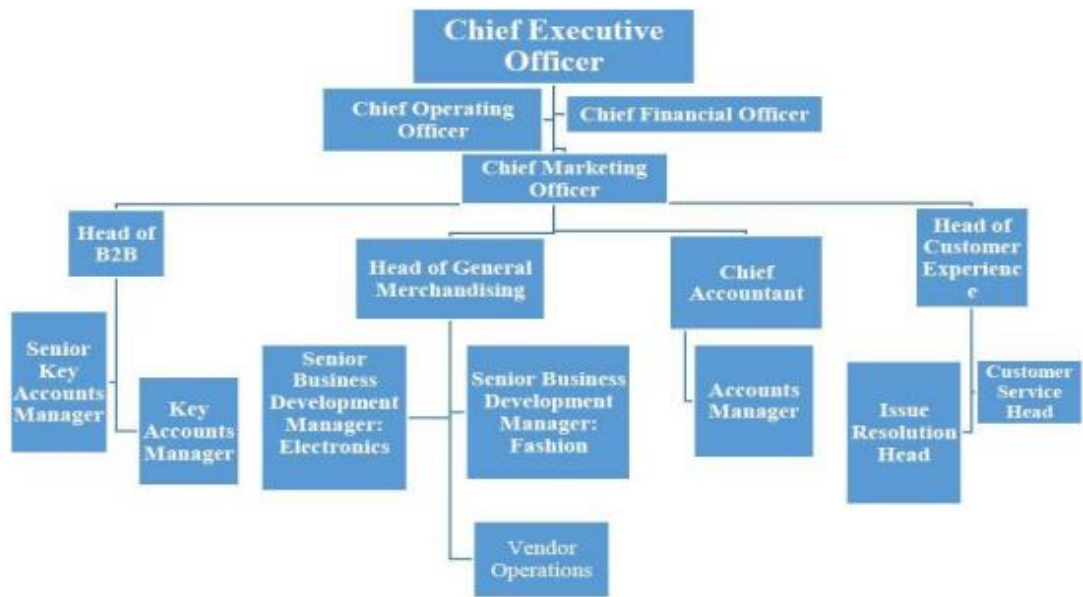 Chief Executive
Officer
Chief Operating
Officer
Chief Financial Officer
Chief Marketing
Officer
Head of
B2B
Head of General
Merchandising
Chief
Accountant
Head of
Customer
Experienc
e
Senior
Key
Accounts
Manager
Key
Accounts
Manager
Senior
Business
Development
Manager:
Electronics
Senior Business
Development
Manager:
Fashion
Vendor
Operations
Accounts
Manager
Issue
Resolution
Head
Customer
Service
Head